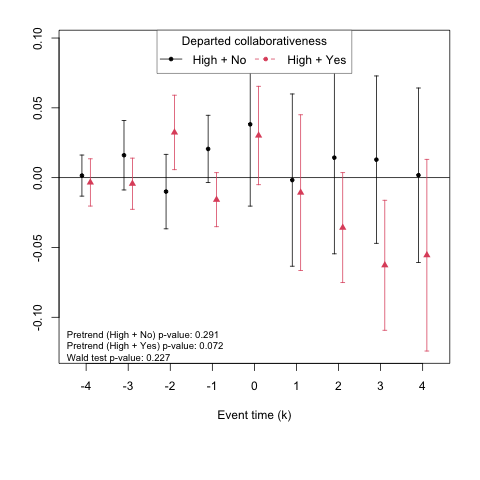 Departed collaborativeness
High + No High + Yes
0.10
0.05
0.00
-0.05
-0.10
Pretrend (High + No) p-value: 0.291
Pretrend (High + Yes) p-value: 0.072
Wald test p-value: 0.227
-4 -3 -2 -1 0 1 2 3 4
Event time (k)